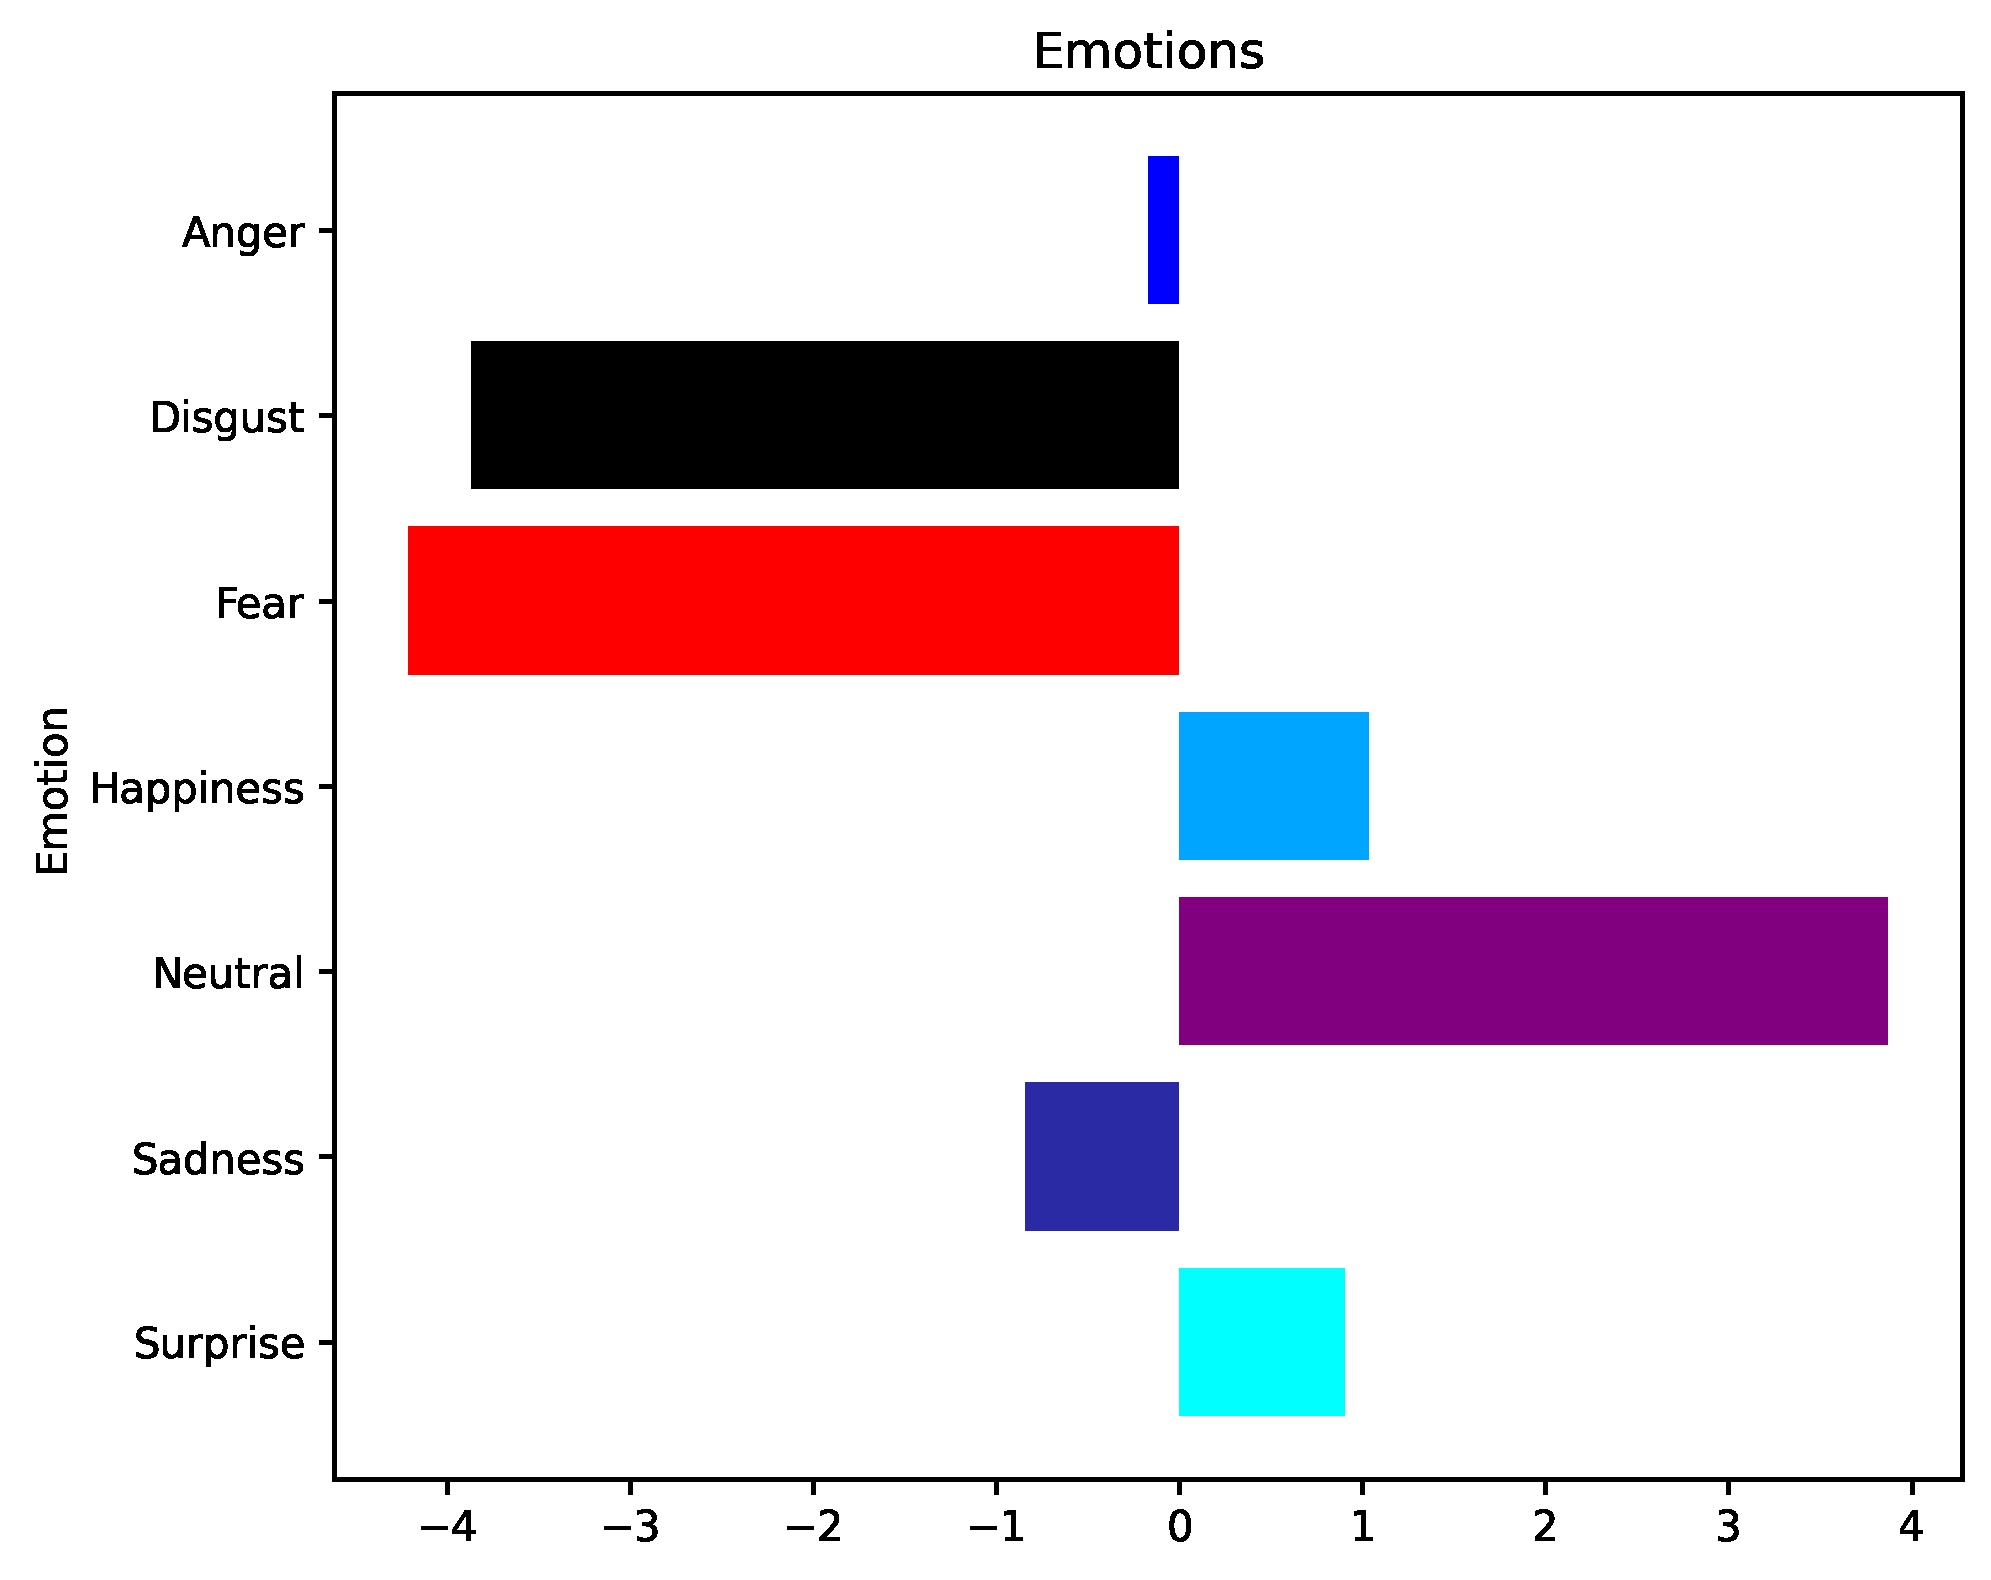 Emotions
Emotion
Anger
Disgust
Fear
Happiness
Neutral
Sadness
Surprise
−4 −3 −2 −1 0 1 2 3 4